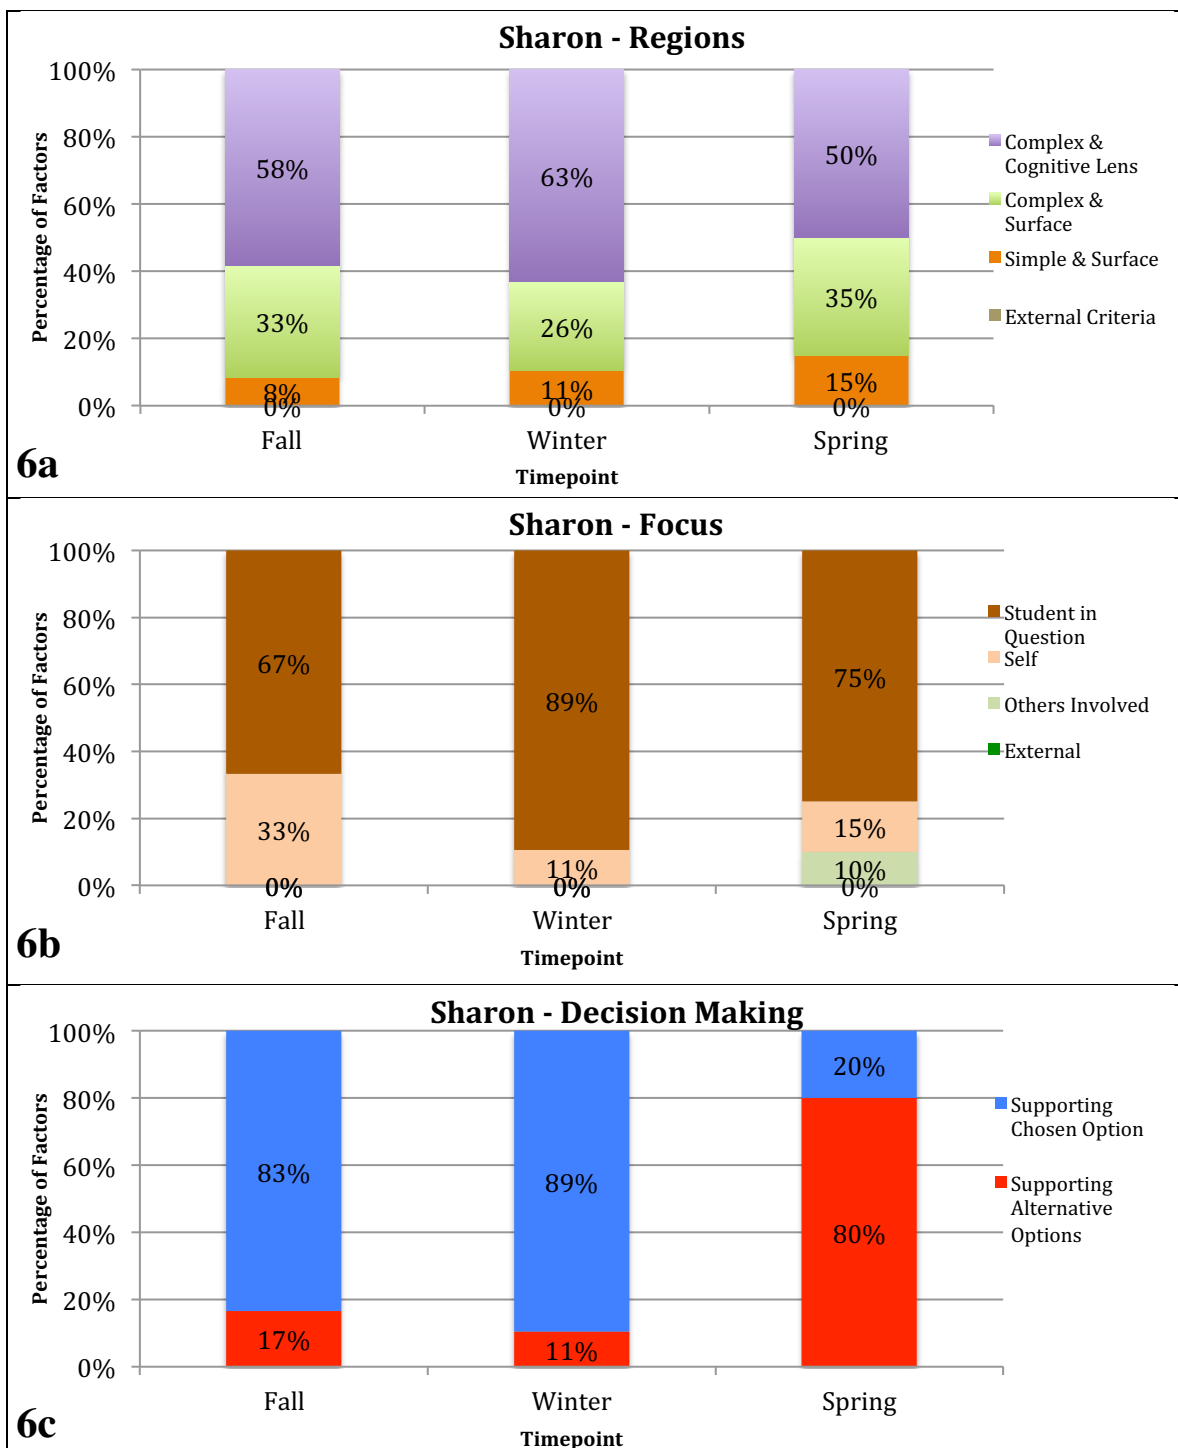 Sharon - Regions
100%
80%
60%
40%
20%
0%
Percentage of Factors
58%
33%
8%
0%
63%
26%
11%
0%
50%
35%
15%
0%
Fall
Winter
Spring
Timepoint
Complex &
Cognitive Lens
Complex &
Surface
Simple & Surface
External Criteria
6a
Sharon - Focus
100%
80%
60%
40%
20%
0%
Percentage of Factors
67%
33%
0%
89%
11%
0%
75%
15%
10%
0%
Fall
Winter
Spring
Timepoint
Student in
Question
Self
Others Involved
External
6b
Sharon - Decision Making
100%
80%
60%
40%
20%
0%
Percentage of Factors
83%
17%
89%
11%
20%
80%
Fall
Winter
Spring
Timepoint
Supporting
Chosen Option
Supporting
Alternative
Options
6c